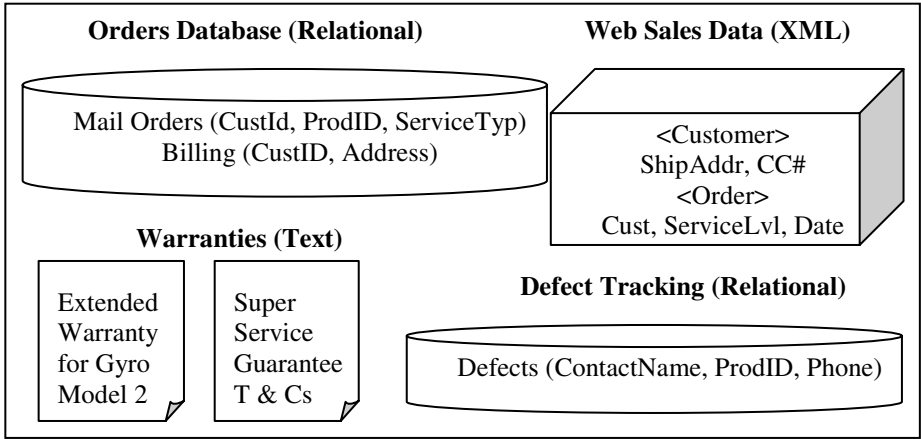 Orders Database (Relational)
Mail Orders (CustId, ProdID, ServiceTyp)
Billing (CustID, Address)
Web Sales Data (XML)
<Customer>
ShipAddr, CC#
<Order>
Cust, ServiceLvl, Date
Warranties (Text)
Extended
Warranty
for Gyro
Model 2
Super
Service
Guarantee
T & Cs
Defect Tracking (Relational)
Defects (ContactName, ProdID, Phone)